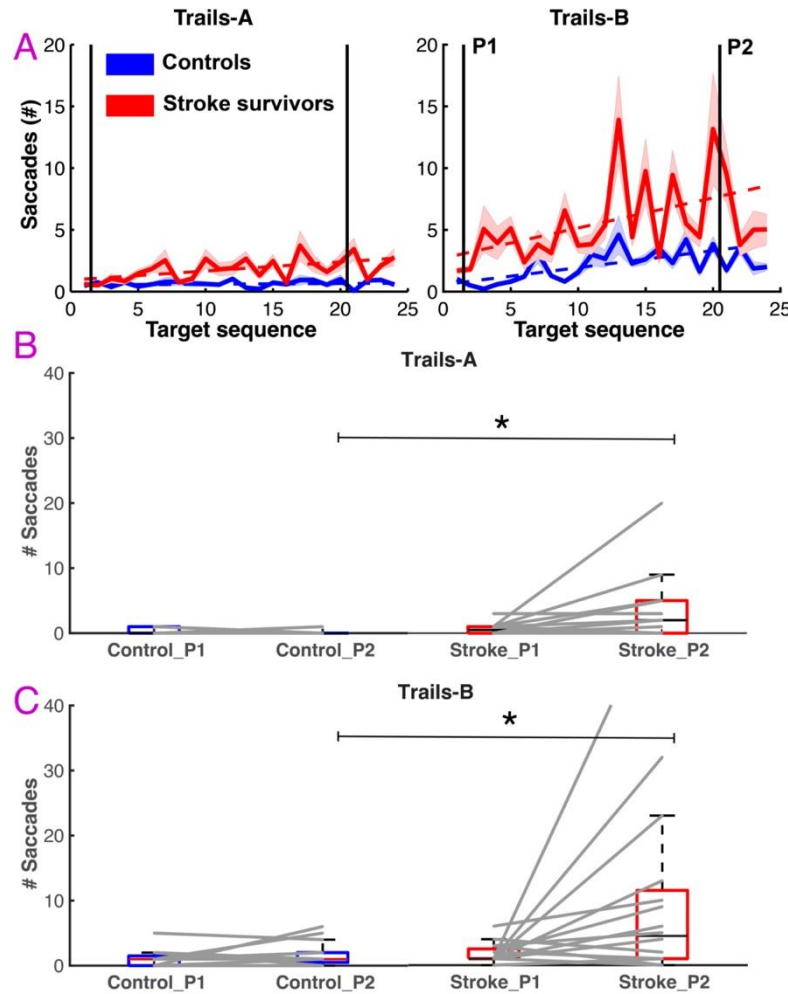 A
Trails-A
Trails-B
Saccades (#)
20
15
10
5
0
Controls
Stroke survivors
0 5 10 15 20 25
Target sequence
20
15
10
5
0
P1
P2
0 5 10 15 20 25
Target sequence
B
Trails-A
# Saccades
40
30
20
10
0
*
Control_P1 Control_P2 Stroke_P1 Stroke_P2
C
Trails-B
# Saccades
40
30
20
10
0
*
Control_P1 Control_P2 Stroke_P1 Stroke_P2